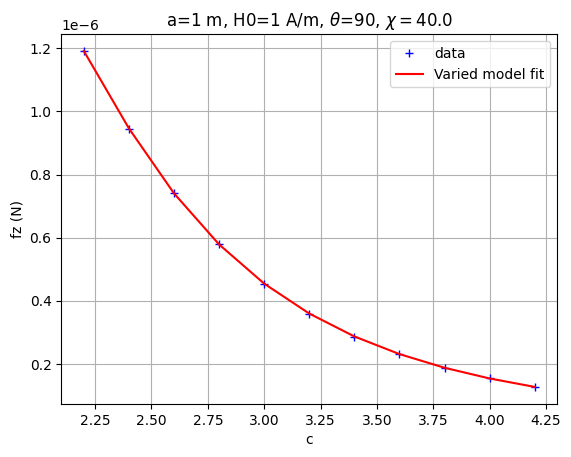 a=1 m, H0=1 A/m, θ=90, χ = 40.0
1e−6
data
Varied model fit
1.2
1.0
0.8
0.6
0.4
0.2
fz (N)
2.25 2.50 2.75 3.00 3.25 3.50 3.75 4.00 4.25
c